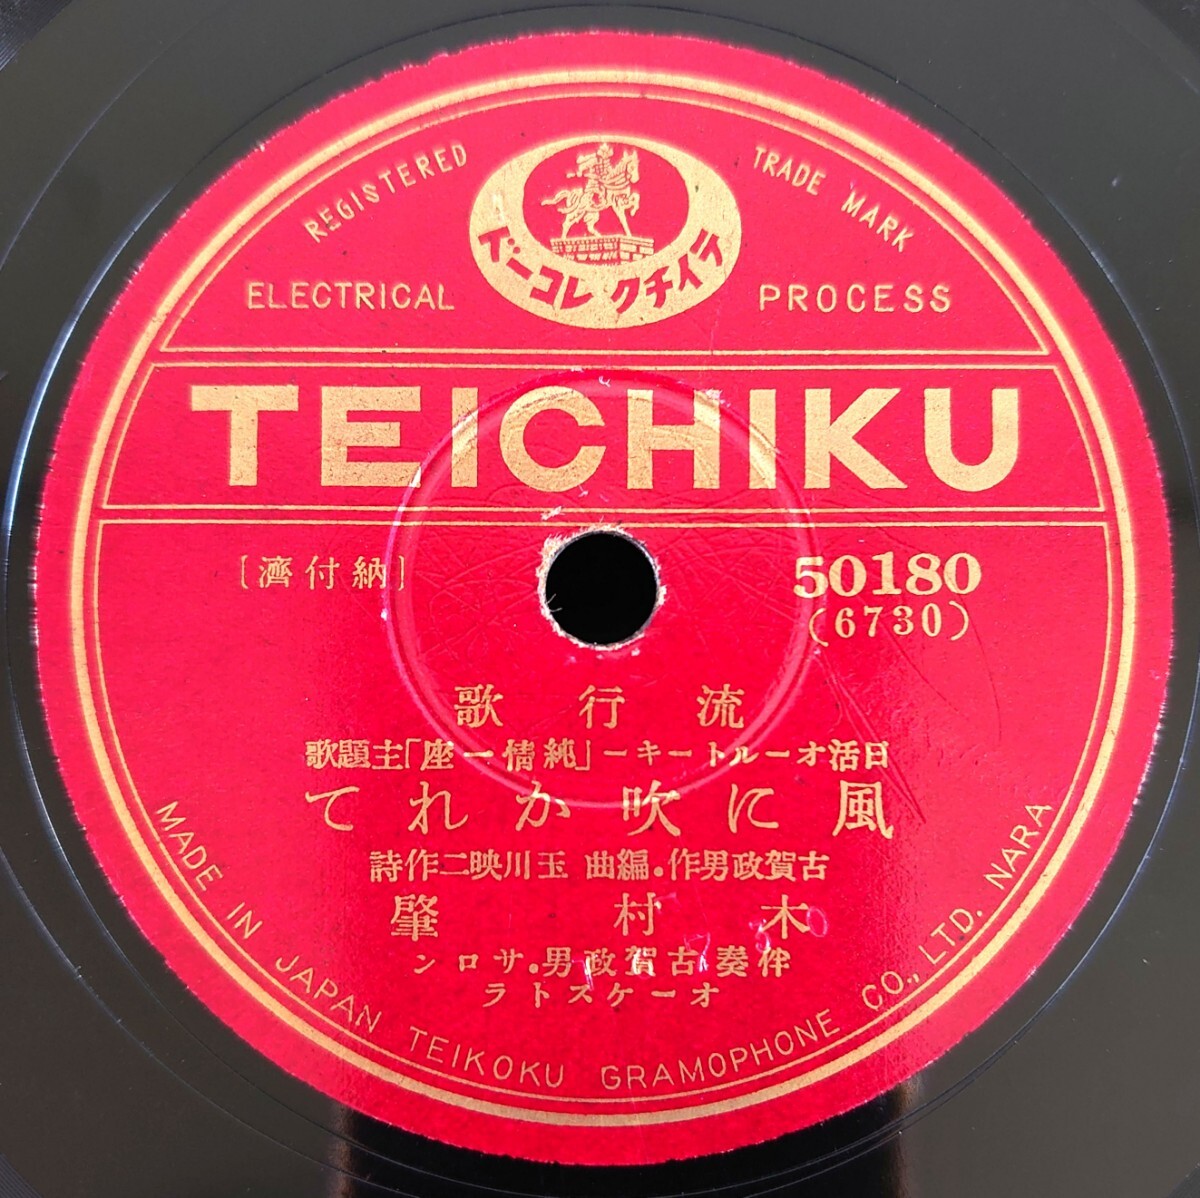 REGISTERED TRADE MARK
テイチクレコード
ELECTRICAL PROCESS
TEICHIKU
[納付濟]
50180
(6730)
流行歌
日活オールトーキー「純情一座」主題歌
風に吹かれて
古賀政男作・編曲 玉川映二作詩
木村肇
伴奏・古賀政男・サロン
オーケストラ
MADE IN JAPAN TEIKOKU GRAMOPHONE CO., LTD. NARA